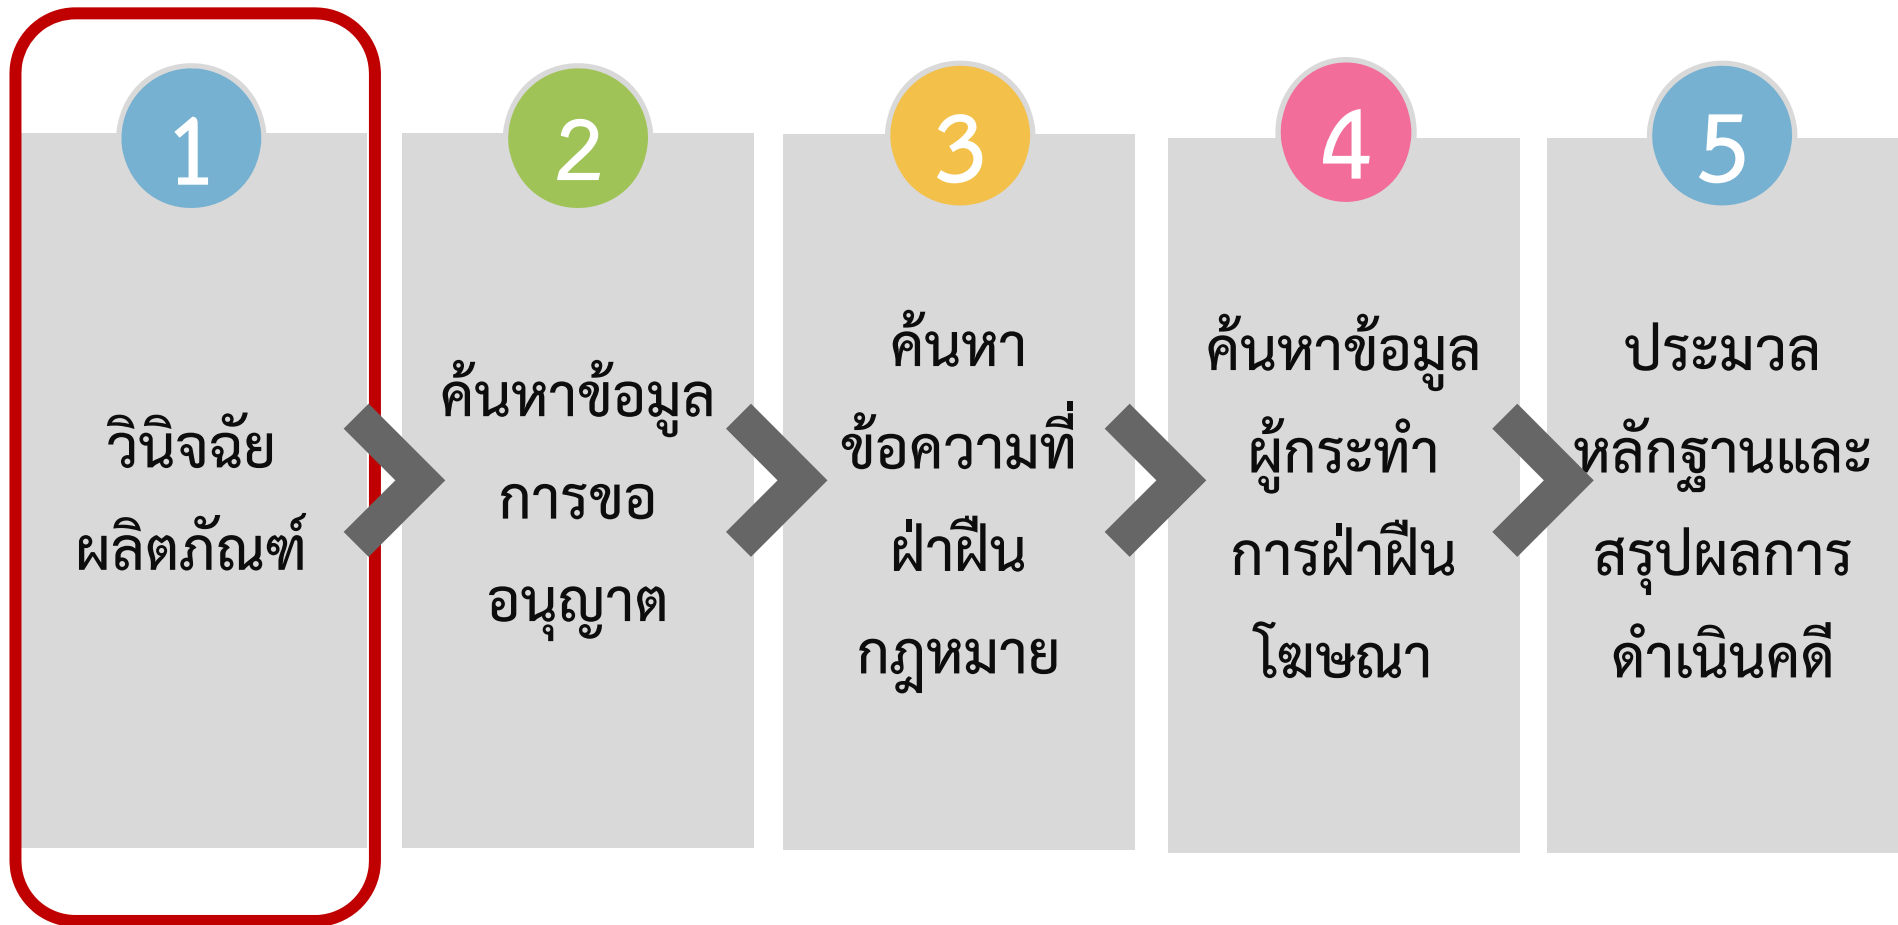 1
วินิจฉัย
ผลิตภัณฑ์
2
ค้นหาข้อมูล
การขอ
อนุญาต
3
ค้นหา
ข้อความที่
ฝ่าฝืน
กฎหมาย
4
ค้นหาข้อมูล
ผู้กระทำ
การฝ่าฝืน
โฆษณา
5
ประมวล
หลักฐานและ
สรุปผลการ
ดำเนินคดี